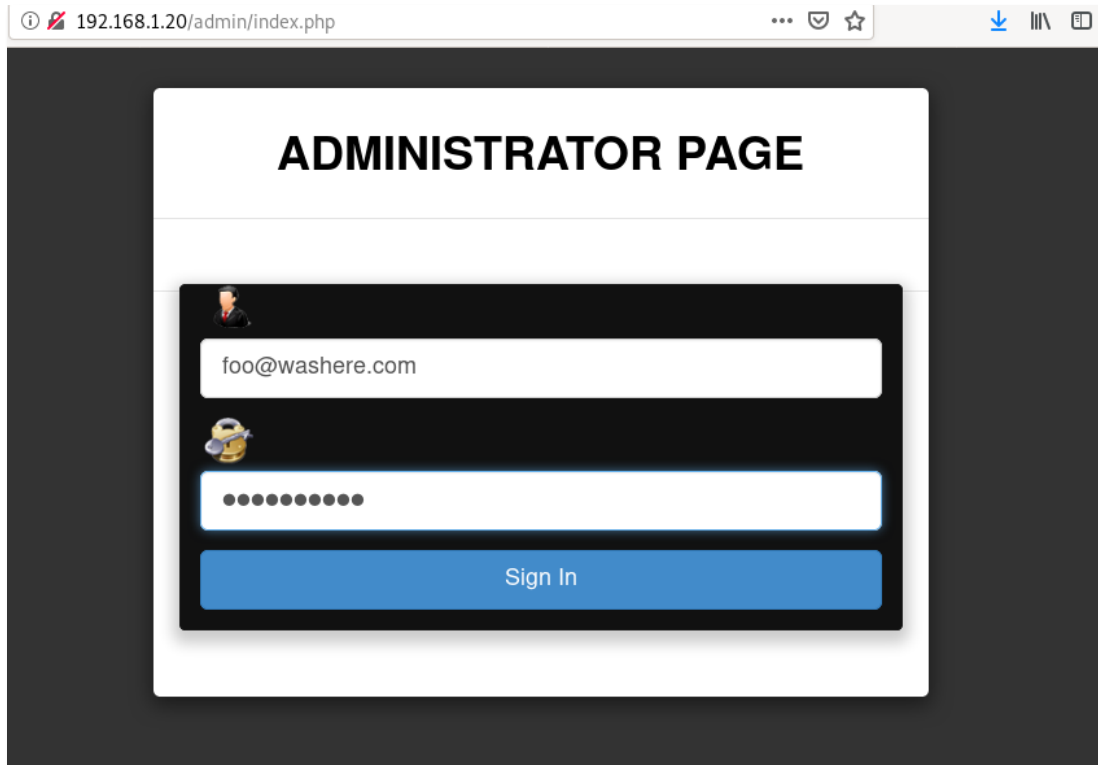 192.168.1.20/admin/index.php
ADMINISTRATOR PAGE
foo@washere.com
●●●●●●●●●●
Sign In